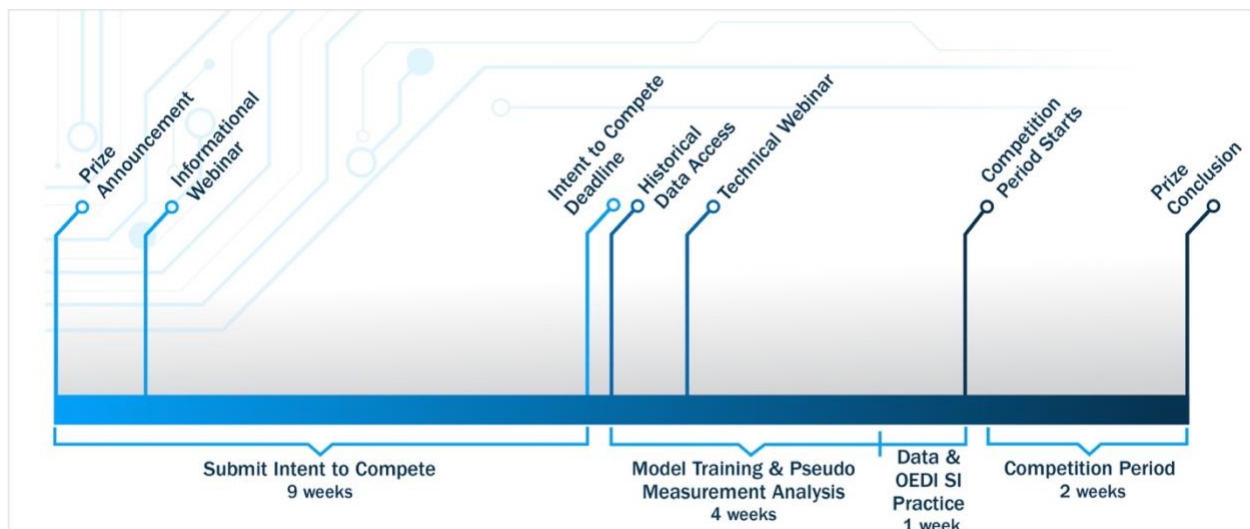 Prize
Announcement
Informational
Webinar
Intent to Compete
Deadline
Historical
Data Access
Technical Webinar
Competition
Period Starts
Prize
Conclusion
Submit Intent to Compete
9 weeks
Model Training & Pseudo
Measurement Analysis
4 weeks
Data &
OEDI SI
Practice
1 week
Competition Period
2 weeks